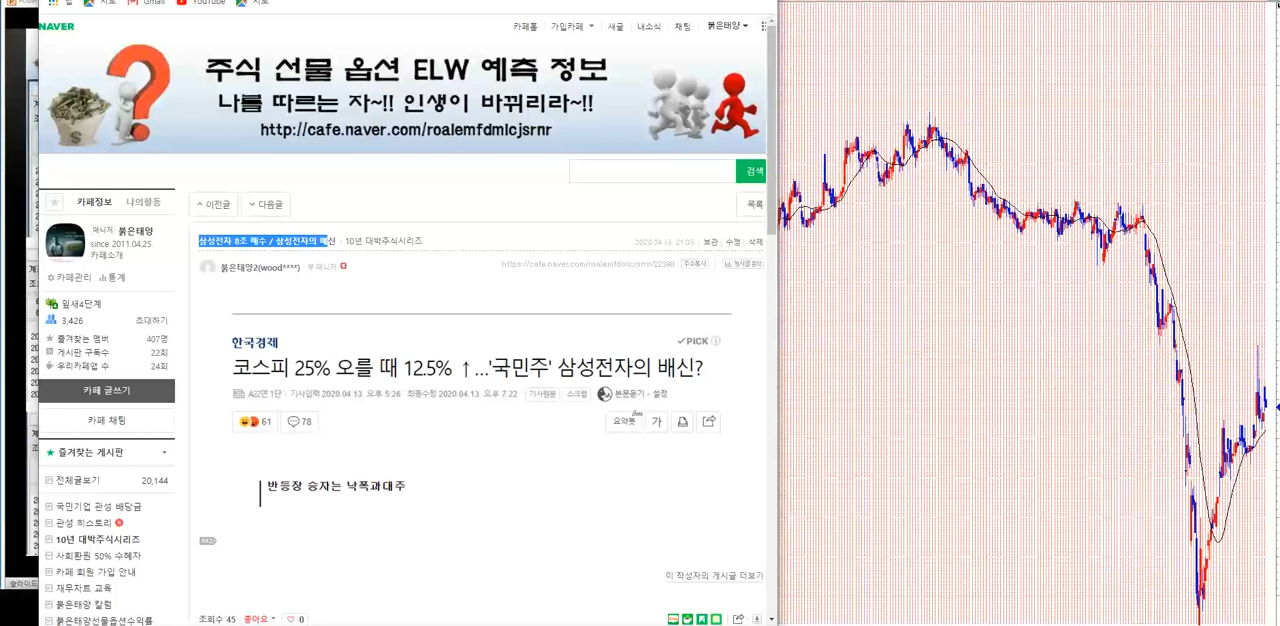 Gmail
YouTube
지도
NAVER
카페홈 가입카페 새글 내소식 채팅 붉은태양
주식 선물 옵션 ELW 예측 정보
나를 따르는 자~!! 인생이 바뀌리라~!!
http://cafe.naver.com/roalemfdmlcjsrnr
검색
카페정보 나의활동
이전글 다음글 목록
매니저 붉은태양
since 2011.04.25.
카페소개
카페관리 통계
잎새4단계
3,426 초대하기
즐겨찾는 멤버 407명
게시판 구독수 22회
우리카페앱 수 24회
카페 글쓰기
카페 채팅
즐겨찾는 게시판
전체글보기 20,144
국민기업 관성 배당금
관성 히스토리
10년 대박주식시리즈
사회환원 50% 수혜자
카페 회원 가입 안내
재무차트 교육
붉은태양 칼럼
붉은태양선물옵션수익률
삼성전자 8조 매수 / 삼성전자의 배신 | 10년 대박주식시리즈
2020.04.13. 21:05 보관 수정 삭제
붉은태양2(wood****) 부매니저
https://cafe.naver.com/roalemfdmlcjsrnr/22390 주소복사 게시글 분석
한국경제
PiCK
코스피 25% 오를 때 12.5% ↑…'국민주' 삼성전자의 배신?
A22면 1단 기사입력 2020.04.13. 오후 5:26 최종수정 2020.04.13. 오후 7:22 기사원문 스크랩 본문듣기 · 설정
61 78
요약봇 beta 가
반등장 승자는 낙폭과대주
이 작성자의 게시글 더보기
조회수 45 좋아요 0
슬라이드